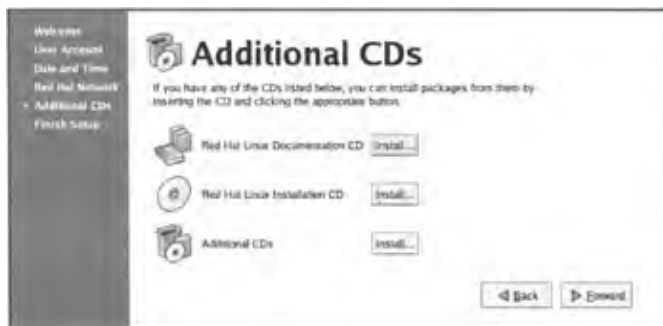 Welcome
User Account
Date and Time
Red Hat Network
Additional CDs
Finish Setup
Additional CDs
If you have any of the CDs listed below, you can install packages from them by
inserting the CD and clicking the appropriate button.
Red Hat Linux Documentation CD Install...
Red Hat Linux Installation CD Install...
Additional CDs Install...
Back Forward